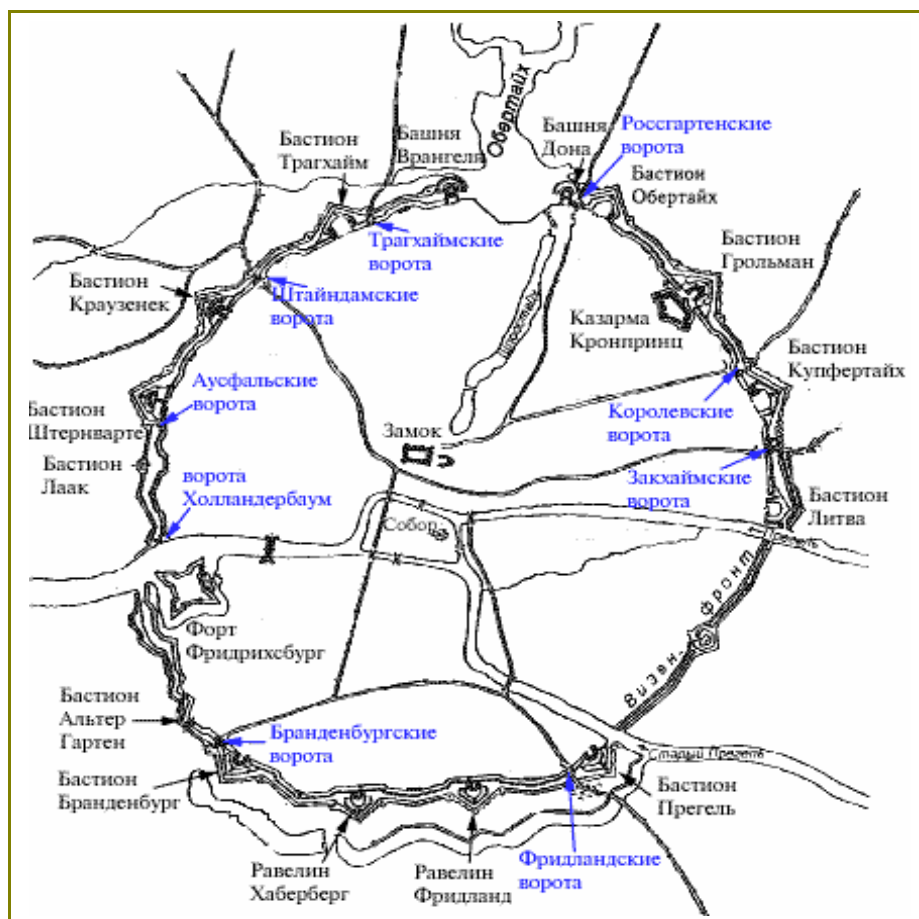 Обертайх
Башня
Дона
Россгартенские
ворота
Бастион
Трагхайм
Башня
Врангеля
Бастион
Обертайх
Трагхаймские
ворота
Бастион
Грольман
Бастион
Краузенек
Штайндамские
ворота
Казарма
Кронпринц
Бастион
Купфертайх
Аусфальские
ворота
Королевские
ворота
Бастион
Штернварте
Замок
Бастион
Лаак
ворота
Холландербаум
Закхаймские
ворота
Бастион
Литва
Собор
Прегель
Форт
Фридрихсбург
Визен. фронт
Бастион
Альтер
Гартен
Бранденбургские
ворота
Старый Прегель
Бастион
Бранденбург
Бастион
Прегель
Равелин
Хаберберг
Равелин
Фридланд
Фридландские
ворота